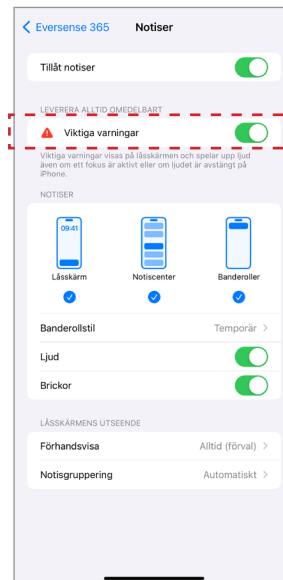 Eversense 365 Notiser
Tillåt notiser
LEVERERA ALLTID OMEDELBART
Viktiga varningar
Viktiga varningar visas på låsskärmen och spelar upp ljud
även om ett fokus är aktivt eller om ljudet är avstängt på
iPhone.
NOTISER
09:41
Låsskärm Notiscenter Banderoller
Banderollstil Temporär
Ljud
Brickor
LÅSSKÄRMENS UTSEENDE
Förhandsvisa Alltid (förval)
Notisgruppering Automatiskt